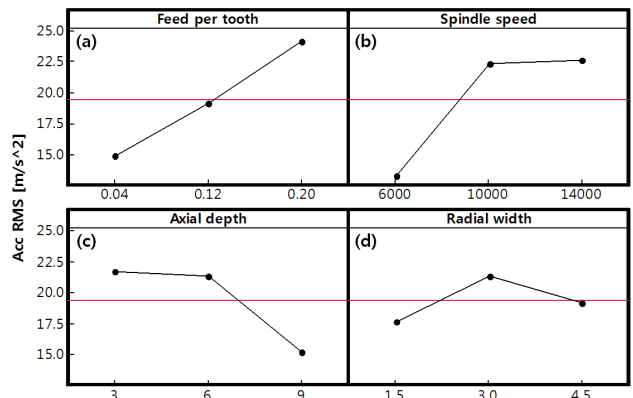 Feed per tooth Spindle speed
25.0 (a) (b)
22.5
20.0
17.5
15.0
0.04 0.12 0.20 6000 10000 14000
Acc RMS [m/s^2]
Axial depth Radial width
25.0 (c) (d)
22.5
20.0
17.5
15.0
3 6 9 1.5 3.0 4.5